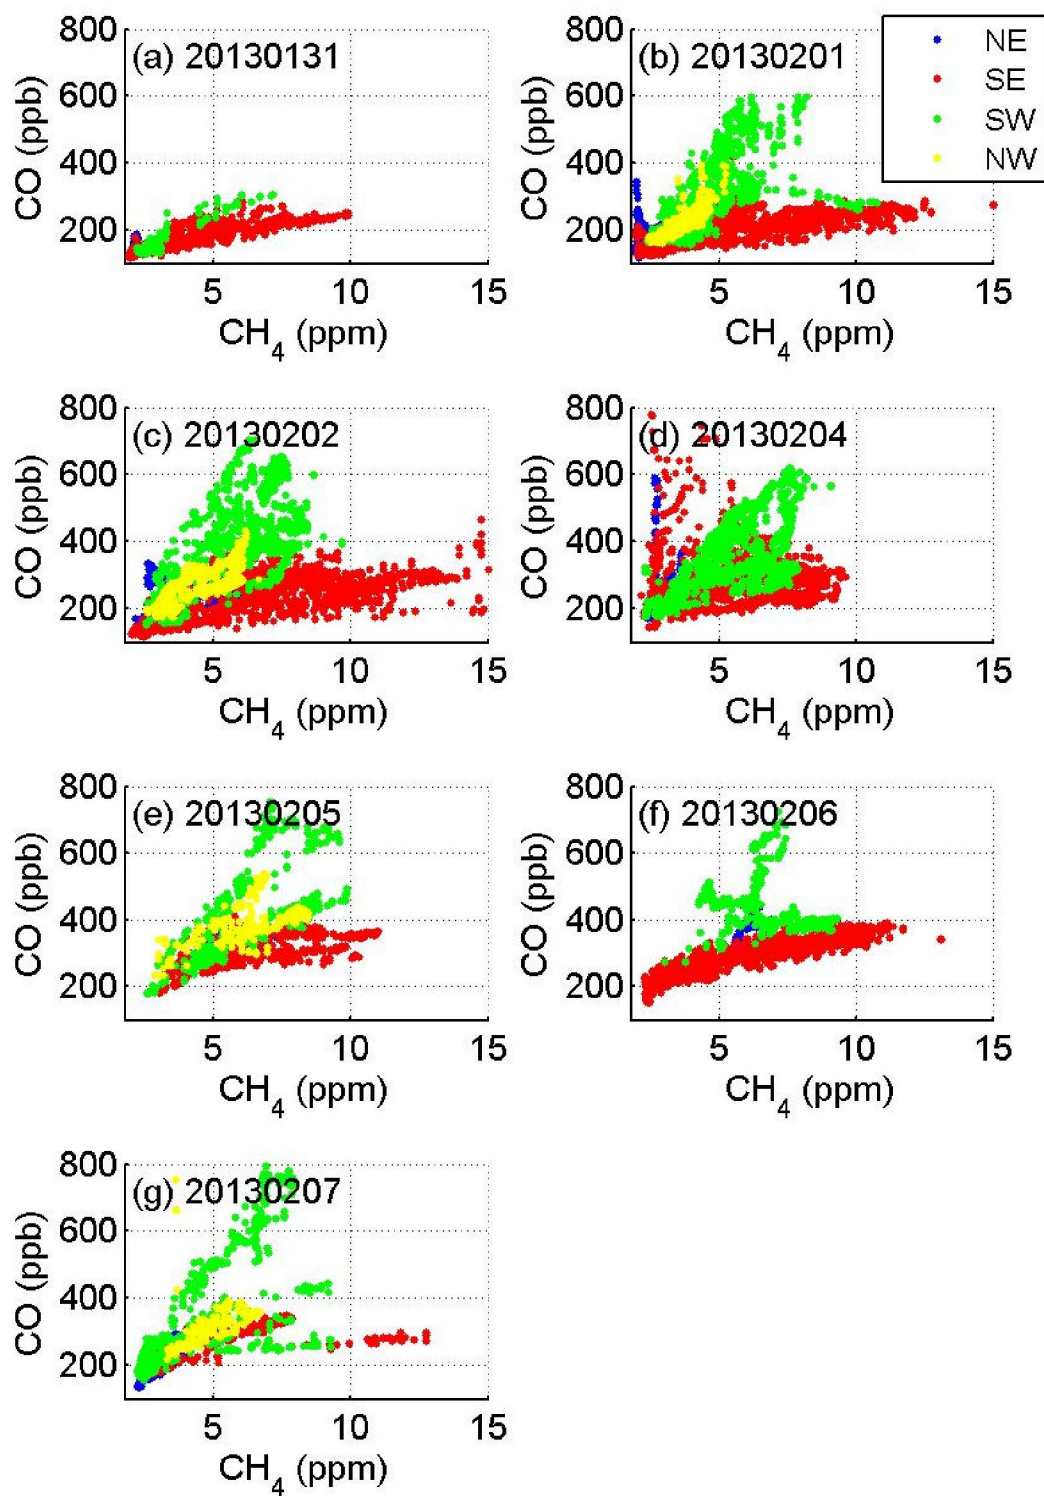 800
600
400
200
CO (ppb)
(a) 20130131
5 10 15
CH4 (ppm)
800
600
400
200
CO (ppb)
(b) 20130201
5 10 15
CH4 (ppm)
NE
SE
SW
NW
800
600
400
200
CO (ppb)
(c) 20130202
5 10 15
CH4 (ppm)
800
600
400
200
CO (ppb)
(d) 20130204
5 10 15
CH4 (ppm)
800
600
400
200
CO (ppb)
(e) 20130205
5 10 15
CH4 (ppm)
800
600
400
200
CO (ppb)
(f) 20130206
5 10 15
CH4 (ppm)
800
600
400
200
CO (ppb)
(g) 20130207
5 10 15
CH4 (ppm)